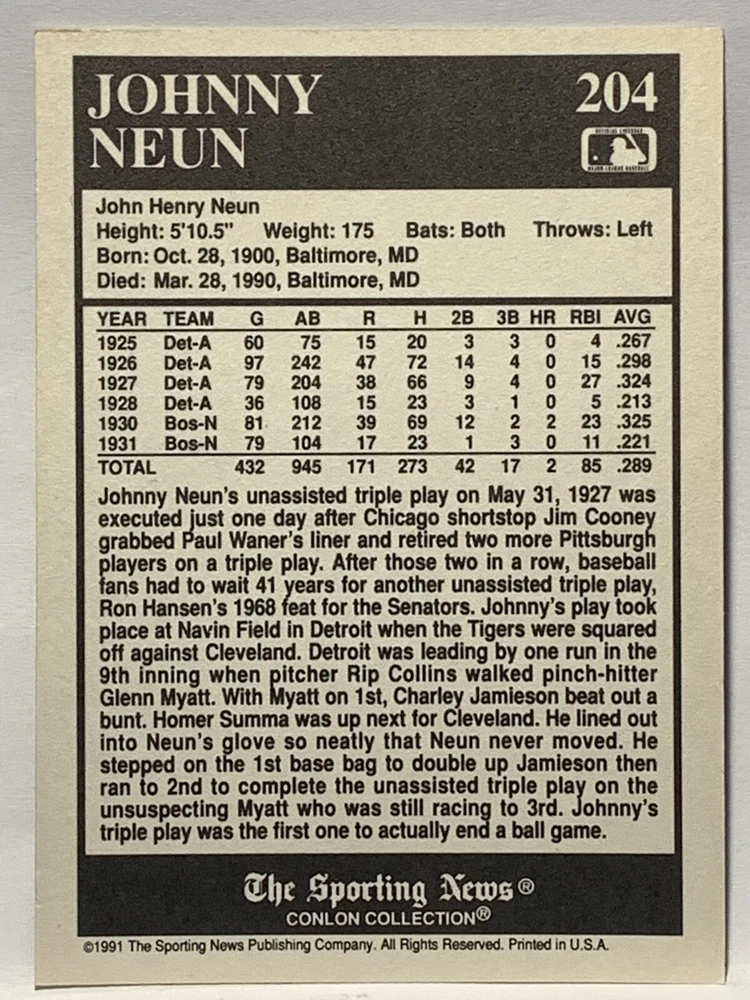 JOHNNY 204
NEUN
OFFICIAL LICENSEE
MAJOR LEAGUE BASEBALL
John Henry Neun
Height: 5'10.5" Weight: 175 Bats: Both Throws: Left
Born: Oct. 28, 1900, Baltimore, MD
Died: Mar. 28, 1990, Baltimore, MD
YEAR TEAM G AB R H 2B 3B HR RBI AVG
1925 Det-A 60 75 15 20 3 3 0 4 .267
1926 Det-A 97 242 47 72 14 4 0 15 .298
1927 Det-A 79 204 38 66 9 4 0 27 .324
1928 Det-A 36 108 15 23 3 1 0 5 .213
1930 Bos-N 81 212 39 69 12 2 2 23 .325
1931 Bos-N 79 104 17 23 1 3 0 11 .221
TOTAL 432 945 171 273 42 17 2 85 .289
Johnny Neun's unassisted triple play on May 31, 1927 was
executed just one day after Chicago shortstop Jim Cooney
grabbed Paul Waner's liner and retired two more Pittsburgh
players on a triple play. After those two in a row, baseball
fans had to wait 41 years for another unassisted triple play,
Ron Hansen's 1968 feat for the Senators. Johnny's play took
place at Navin Field in Detroit when the Tigers were squared
off against Cleveland. Detroit was leading by one run in the
9th inning when pitcher Rip Collins walked pinch-hitter
Glenn Myatt. With Myatt on 1st, Charley Jamieson beat out a
bunt. Homer Summa was up next for Cleveland. He lined out
into Neun's glove so neatly that Neun never moved. He
stepped on the 1st base bag to double up Jamieson then
ran to 2nd to complete the unassisted triple play on the
unsuspecting Myatt who was still racing to 3rd. Johnny's
triple play was the first one to actually end a ball game.
The Sporting News®
CONLON COLLECTION®
©1991 The Sporting News Publishing Company. All Rights Reserved. Printed in U.S.A.